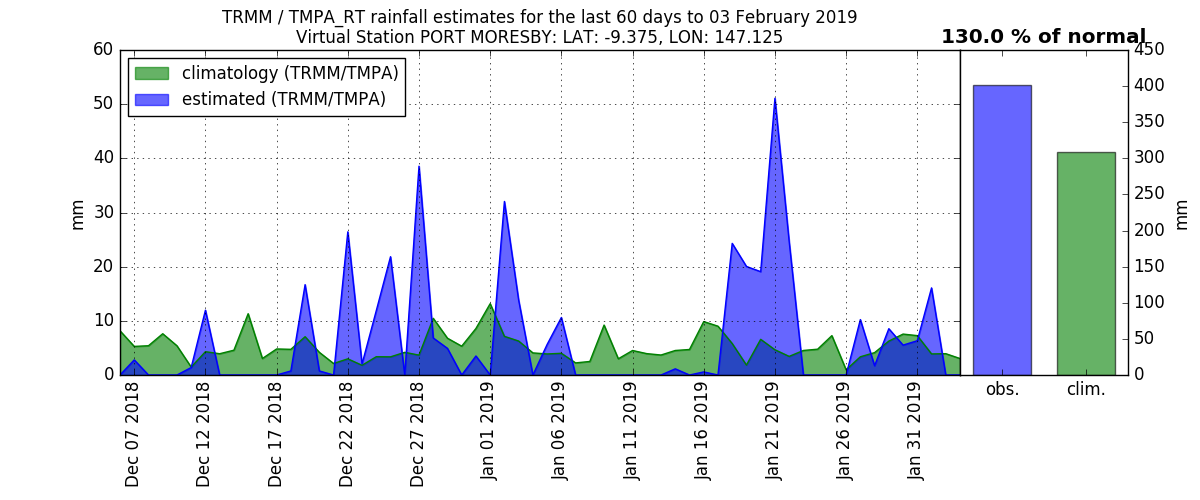 TRMM / TMPA_RT rainfall estimates for the last 60 days to 03 February 2019
Virtual Station PORT MORESBY: LAT: -9.375, LON: 147.125
130.0 % of normal
climatology (TRMM/TMPA)
estimated (TRMM/TMPA)
60
50
40
30
20
10
0
mm
Dec 07 2018
Dec 12 2018
Dec 17 2018
Dec 22 2018
Dec 27 2018
Jan 01 2019
Jan 06 2019
Jan 11 2019
Jan 16 2019
Jan 21 2019
Jan 26 2019
Jan 31 2019
obs.
clim.
450
400
350
300
250
200
150
100
50
0
mm